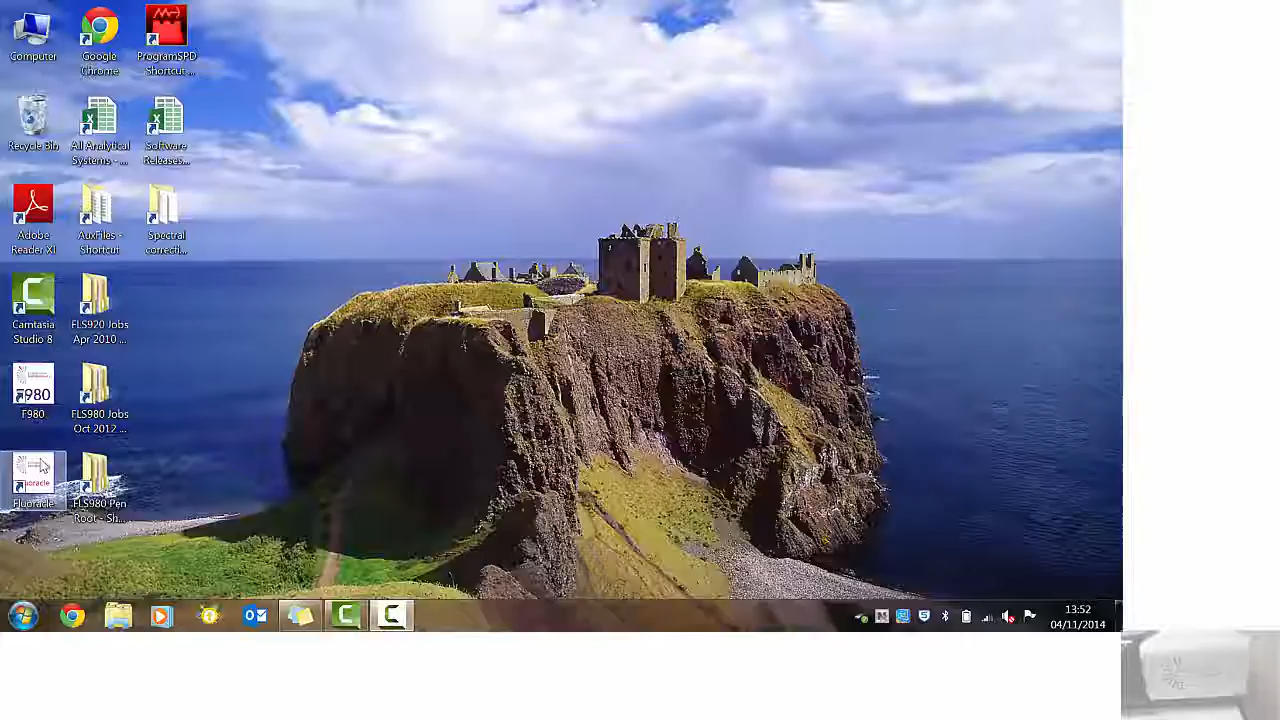 Computer
Google
Chrome
ProgramSPD
Shortcut ...
Recycle Bin
All Analytical
Systems - ...
Software
Releases...
Adobe
Reader XI
AuxFiles -
Shortcut
Spectral
correcti...
Camtasia
Studio 8
FLS920 Jobs
Apr 2010 ...
F980
F980
FLS980 Jobs
Oct 2012 ...
Fluoracle
FLS980 Pen
Root - Sh...
13:52
04/11/2014